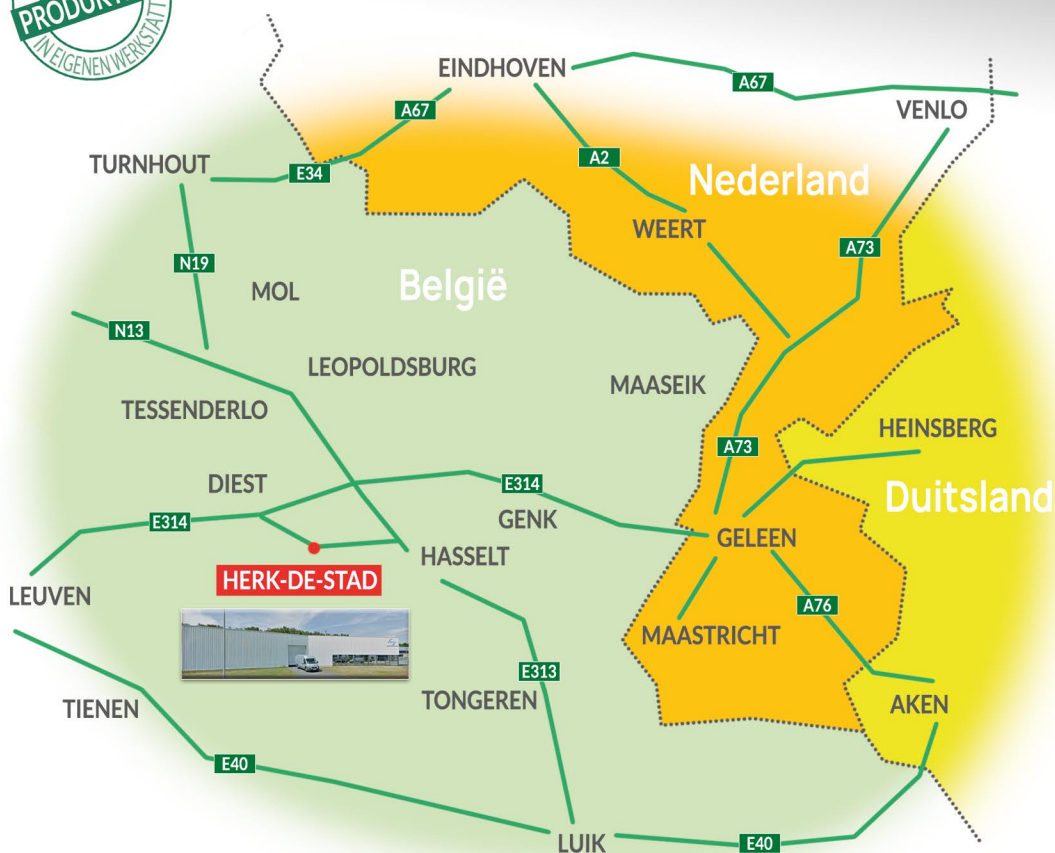 PRODUKT
IN EIGENEN WERKSTATT
EINDHOVEN
A67
VENLO
A67
TURNHOUT
E34
A2
Nederland
WEERT
A73
N19
MOL
België
N13
LEOPOLDSBURG
MAASEIK
TESSENDERLO
HEINSBERG
A73
DIEST
E314
Duitsland
E314
GENK
GELEEN
HASSELT
HERK-DE-STAD
LEUVEN
A76
MAASTRICHT
E313
TONGEREN
TIENEN
AKEN
E40
LUIK
E40